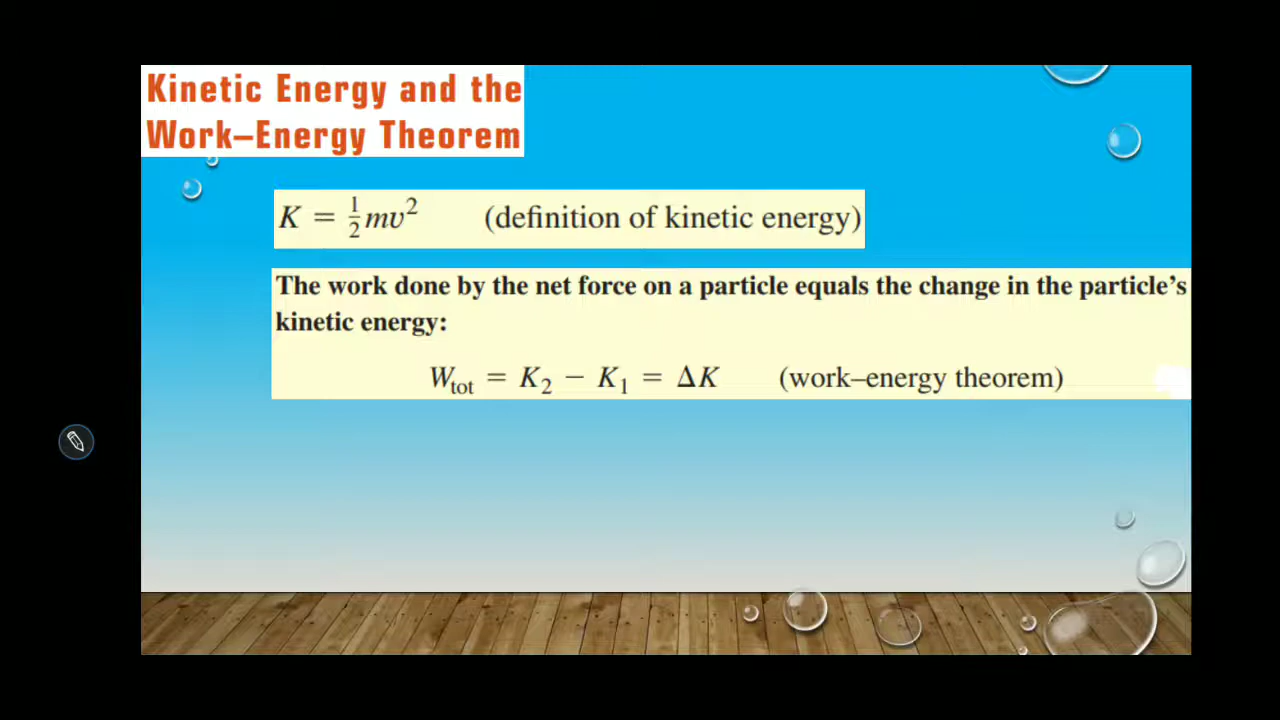 Kinetic Energy and the
Work–Energy Theorem
K = ½mv² (definition of kinetic energy)
The work done by the net force on a particle equals the change in the particle’s
kinetic energy:
W_tot = K₂ − K₁ = ΔK (work–energy theorem)